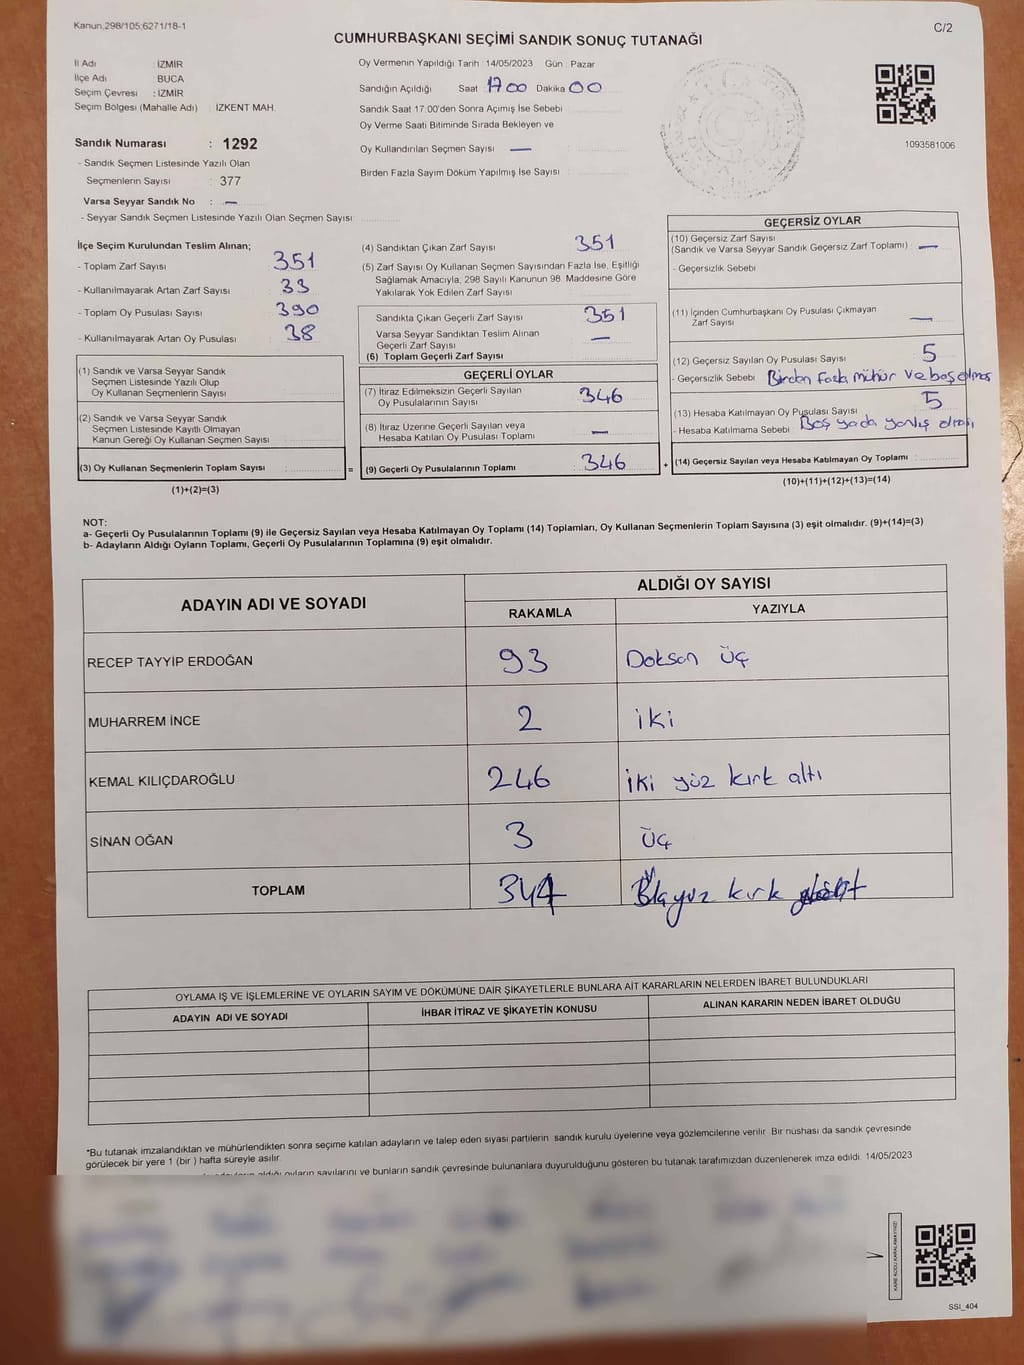 Kanun:298/105;6271/18-1
C/2
CUMHURBAŞKANI SEÇİMİ SANDIK SONUÇ TUTANAĞI
İl Adı : İZMİR
İlçe Adı : BUCA
Seçim Çevresi : İZMİR
Seçim Bölgesi (Mahalle Adı) : İZKENT MAH.
Sandık Numarası : 1292
- Sandık Seçmen Listesinde Yazılı Olan
Seçmenlerin Sayısı : 377
Varsa Seyyar Sandık No : —
- Seyyar Sandık Seçmen Listesinde Yazılı Olan Seçmen Sayısı:
Oy Vermenin Yapıldığı Tarih 14/05/2023 Gün Pazar
Sandığın Açıldığı Saat 17 00 Dakika 00
Sandık Saat 17.00'den Sonra Açımış İse Sebebi
Oy Verme Saati Bitiminde Sırada Bekleyen ve
Oy Kullandırılan Seçmen Sayısı —
Birden Fazla Sayım Döküm Yapılmış İse Sayısı
1093581006
İlçe Seçim Kurulundan Teslim Alınan;
- Toplam Zarf Sayısı 351
- Kullanılmayarak Artan Zarf Sayısı 33
- Toplam Oy Pusulası Sayısı 390
- Kullanılmayarak Artan Oy Pusulası 38
(1) Sandık ve Varsa Seyyar Sandık
Seçmen Listesinde Yazılı Olup
Oy Kullanan Seçmenlerin Sayısı
(2) Sandık ve Varsa Seyyar Sandık
Seçmen Listesinde Kayıtlı Olmayan
Kanun Gereği Oy Kullanan Seçmen Sayısı
(3) Oy Kullanan Seçmenlerin Toplam Sayısı :
=
(1)+(2)=(3)
(4) Sandıktan Çıkan Zarf Sayısı 351
(5) Zarf Sayısı Oy Kullanan Seçmen Sayısından Fazla İse, Eşitliği
Sağlamak Amacıyla; 298 Sayılı Kanunun 98. Maddesine Göre
Yakılarak Yok Edilen Zarf Sayısı
Sandıkta Çıkan Geçerli Zarf Sayısı 351
Varsa Seyyar Sandıktan Teslim Alınan
Geçerli Zarf Sayısı —
(6) Toplam Geçerli Zarf Sayısı
GEÇERLİ OYLAR
(7) İtiraz Edilmeksizin Geçerli Sayılan
Oy Pusulalarının Sayısı 346
(8) İtiraz Üzerine Geçerli Sayılan veya
Hesaba Katılan Oy Pusulası Toplamı —
(9) Geçerli Oy Pusulalarının Toplamı 346
+
GEÇERSİZ OYLAR
(10) Geçersiz Zarf Sayısı
(Sandık ve Varsa Seyyar Sandık Geçersiz Zarf Toplamı) —
- Geçersizlik Sebebi
(11) İçinden Cumhurbaşkanı Oy Pusulası Çıkmayan
Zarf Sayısı —
(12) Geçersiz Sayılan Oy Pusulası Sayısı 5
- Geçersizlik Sebebi Birden Fazla mühür ve boş olması
(13) Hesaba Katılmayan Oy Pusulası Sayısı 5
- Hesaba Katılmama Sebebi Boş ya da yanlış olması
(14) Geçersiz Sayılan veya Hesaba Katılmayan Oy Toplamı :
(10)+(11)+(12)+(13)=(14)
NOT:
a- Geçerli Oy Pusulalarının Toplamı (9) ile Geçersiz Sayılan veya Hesaba Katılmayan Oy Toplamı (14) Toplamları, Oy Kullanan Seçmenlerin Toplam Sayısına (3) eşit olmalıdır. (9)+(14)=(3)
b- Adayların Aldığı Oyların Toplamı, Geçerli Oy Pusulalarının Toplamına (9) eşit olmalıdır.
ADAYIN ADI VE SOYADI
ALDIĞI OY SAYISI
RAKAMLA YAZIYLA
RECEP TAYYİP ERDOĞAN 93 Doksan üç
MUHARREM İNCE 2 iki
KEMAL KILIÇDAROĞLU 246 iki yüz kırk altı
SİNAN OĞAN 3 üç
TOPLAM 344 kırk
OYLAMA İŞ VE İŞLEMLERİNE VE OYLARIN SAYIM VE DÖKÜMÜNE DAİR ŞİKAYETLERLE BUNLARA AİT KARARLARIN NELERDEN İBARET BULUNDUKLARI
ADAYIN ADI VE SOYADI İHBAR İTİRAZ VE ŞİKAYETİN KONUSU ALINAN KARARIN NEDEN İBARET OLDUĞU
*Bu tutanak imzalandıktan ve mühürlendikten sonra seçime katılan adayların ve talep eden siyasi partilerin sandık kurulu üyelerine veya gözlemcilerine verilir. Bir nüshası da sandık çevresinde
görülecek bir yere 1 (bir ) hafta süreyle asılır.
aldığı oyların sayılarını ve bunların sandık çevresinde bulunanlara duyurulduğunu gösteren bu tutanak tarafımızdan düzenlenerek imza edildi. 14/05/2023
KARE KODU KARALAMAYINIZ!
SSI_404